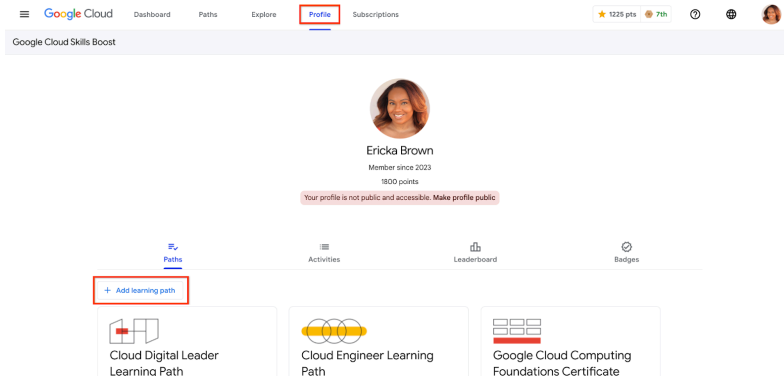 Google Cloud Dashboard Paths Explore Profile Subscriptions 1225 pts 7th
Google Cloud Skills Boost
Ericka Brown
Member since 2023
1800 points
Your profile is not public and accessible. Make profile public
Paths Activities Leaderboard Badges
+ Add learning path
Cloud Digital Leader
Learning Path
Cloud Engineer Learning
Path
Google Cloud Computing
Foundations Certificate